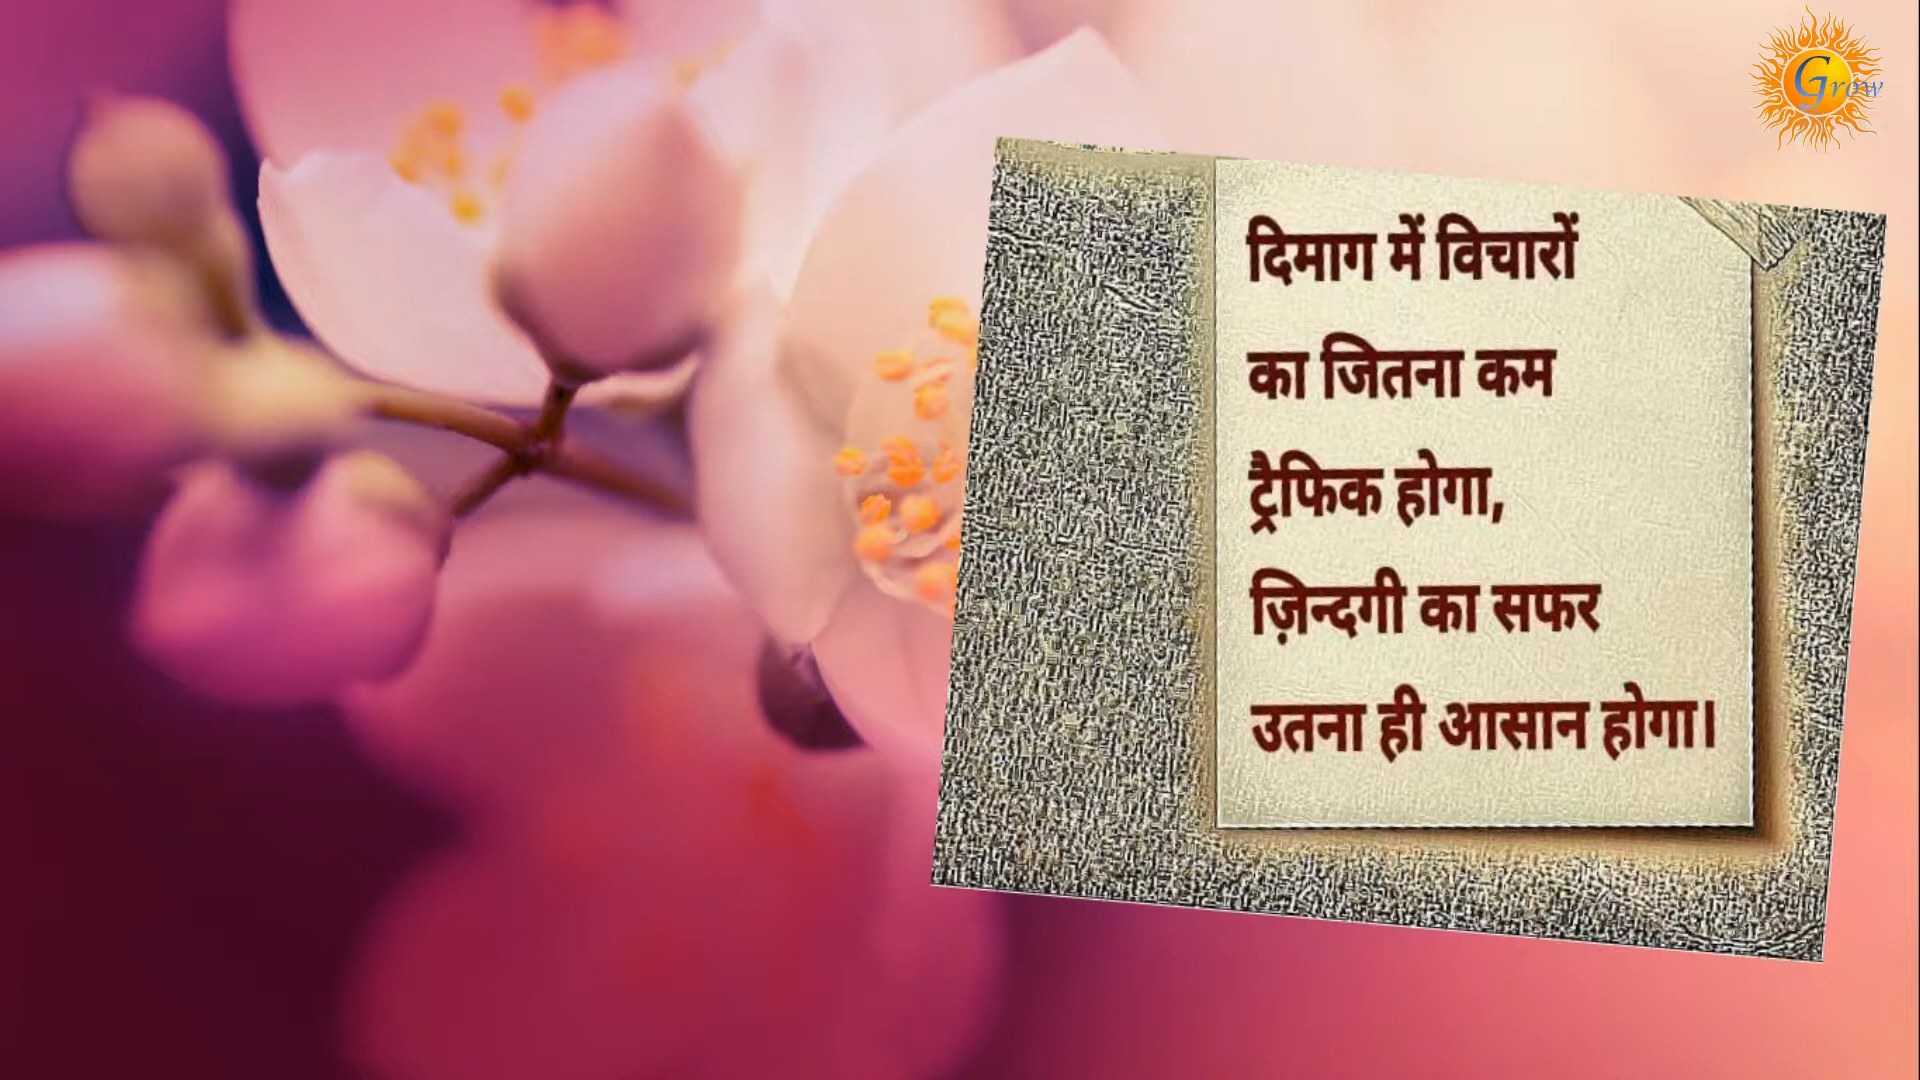 Grow
दिमाग में विचारों
का जितना कम
ट्रैफिक होगा,
ज़िन्दगी का सफर
उतना ही आसान होगा।